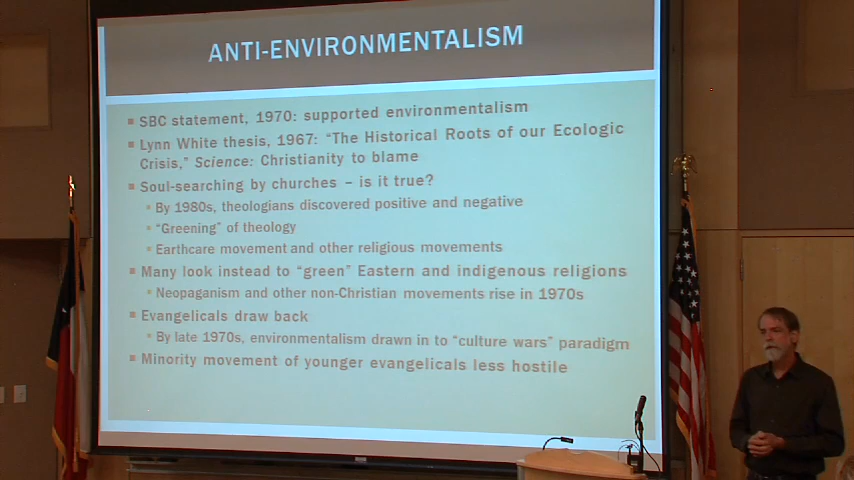 ANTI-ENVIRONMENTALISM
SBC statement, 1970: supported environmentalism
Lynn White thesis, 1967: “The Historical Roots of our Ecologic
Crisis,” Science: Christianity to blame
Soul-searching by churches – is it true?
By 1980s, theologians discovered positive and negative
“Greening” of theology
Earthcare movement and other religious movements
Many look instead to “green” Eastern and indigenous religions
Neopaganism and other non-Christian movements rise in 1970s
Evangelicals draw back
By late 1970s, environmentalism drawn in to “culture wars” paradigm
Minority movement of younger evangelicals less hostile